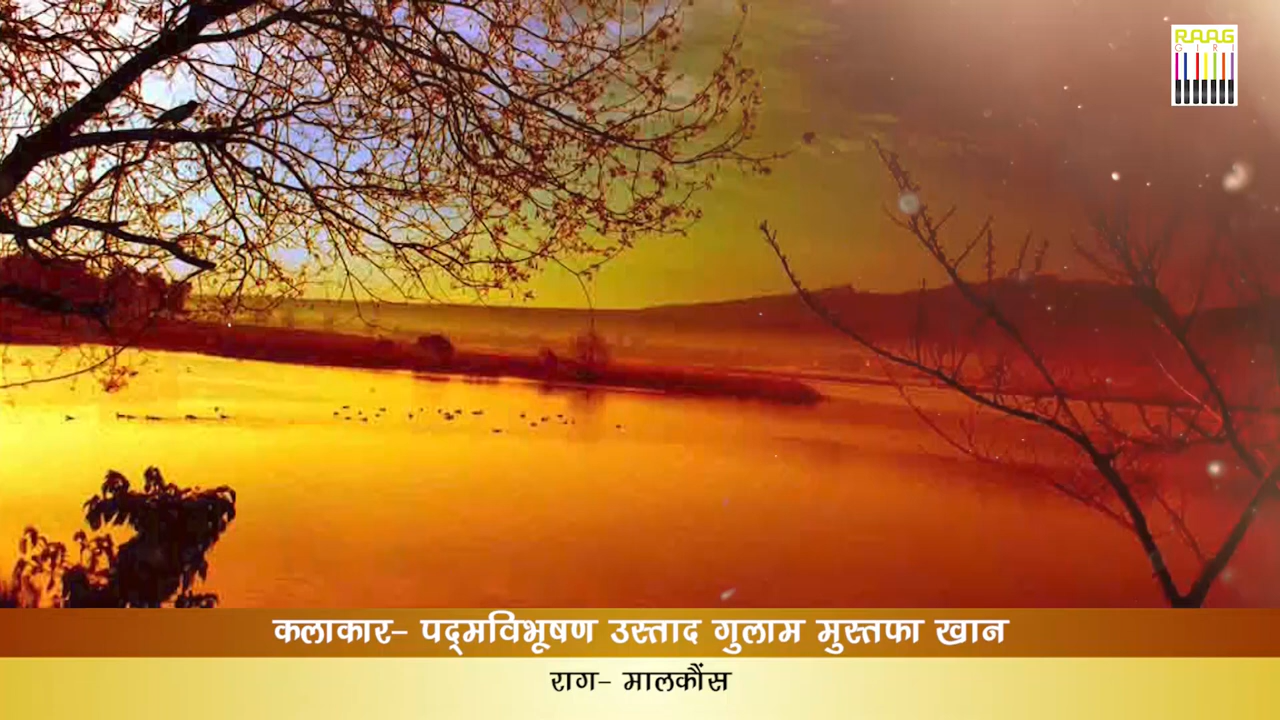 RAAG
GIRI
कलाकार- पद्मविभूषण उस्ताद गुलाम मुस्तफा खान
राग- मालकौंस